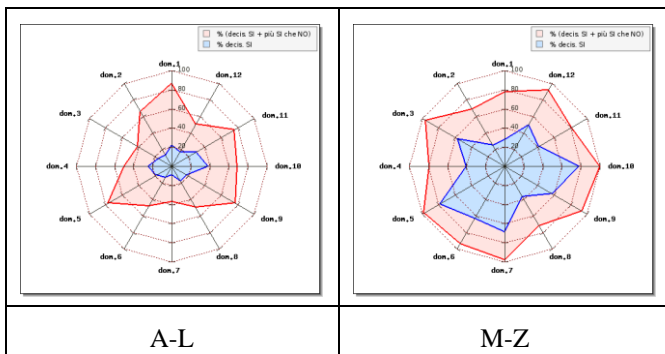 % (decis. SI + più SI che NO)
% decis. SI
dom.1
dom.2
dom.3
dom.4
dom.5
dom.6
dom.7
dom.8
dom.9
dom.10
dom.11
dom.12
100
80
60
40
20
A-L
% (decis. SI + più SI che NO)
% decis. SI
dom.1
dom.2
dom.3
dom.4
dom.5
dom.6
dom.7
dom.8
dom.9
dom.10
dom.11
dom.12
100
80
60
40
20
M-Z